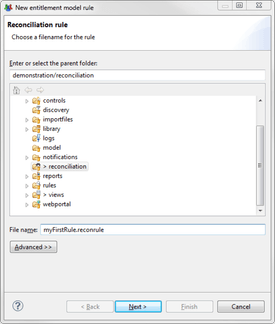 New entitlement model rule
Reconciliation rule
Choose a filename for the rule
Enter or select the parent folder:
demonstration/reconciliation
controls
discovery
importfiles
library
logs
model
notifications
> reconciliation
reports
rules
> views
webportal
File name: myFirstRule.reconrule
Advanced >>
?
< Back
Next >
Finish
Cancel